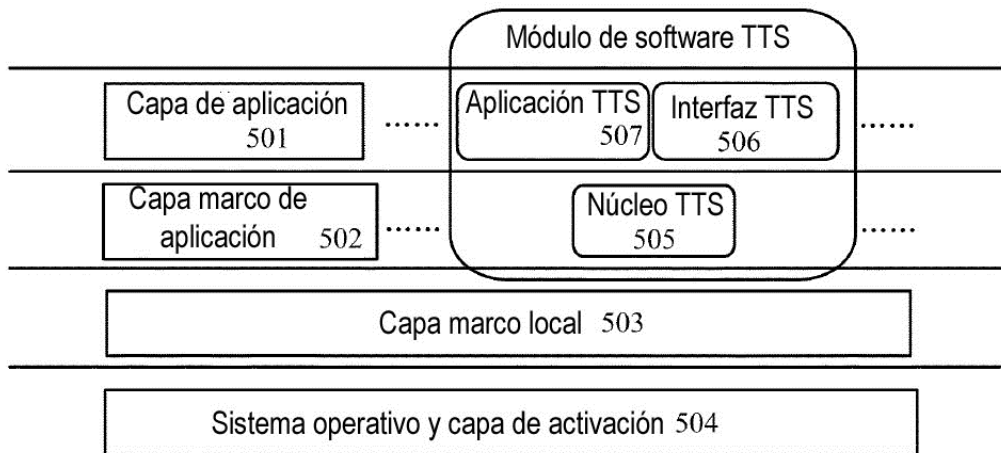 Módulo de software TTS
Capa de aplicación
501
......
Aplicación TTS
507
Interfaz TTS
506
......
Capa marco de
aplicación 502
......
Núcleo TTS
505
......
Capa marco local 503
Sistema operativo y capa de activación 504